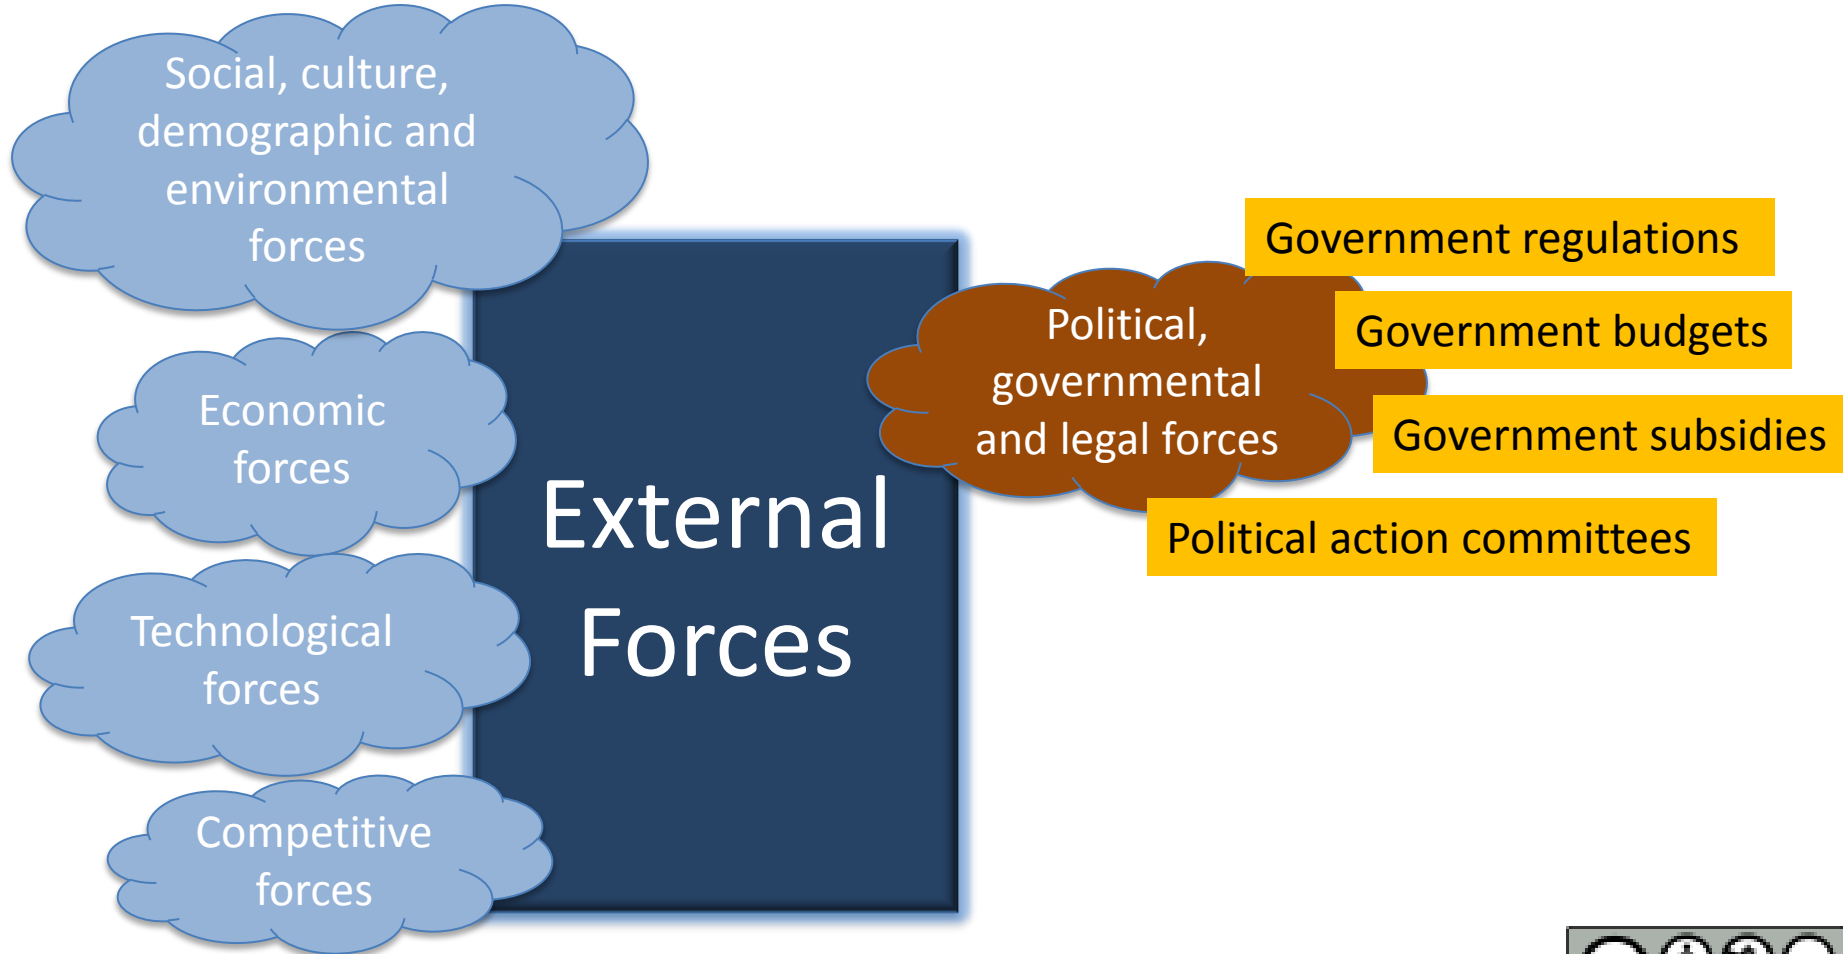 Social, culture,
demographic and
environmental
forces
Economic
forces
Technological
forces
Competitive
forces
External
Forces
Political,
governmental
and legal forces
Government regulations
Government budgets
Government subsidies
Political action committees